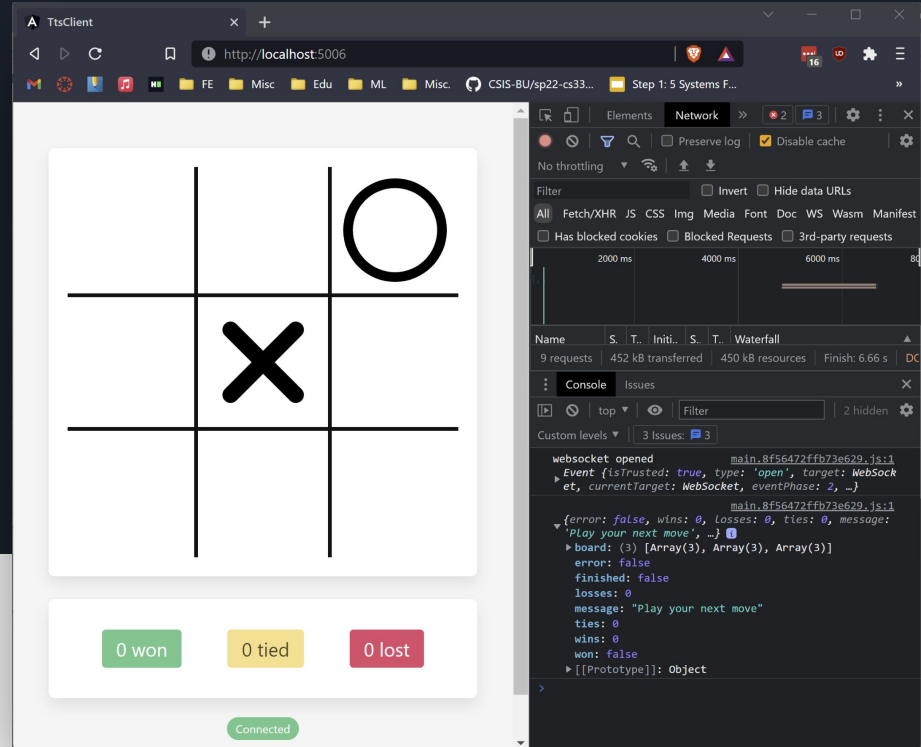 TtsClient
http://localhost:5006
16
FE Misc Edu ML Misc. CSIS-BU/sp22-cs33... Step 1: 5 Systems F... »
0 won 0 tied 0 lost
Connected
Elements Network » 2 3
Preserve log Disable cache
No throttling
Filter Invert Hide data URLs
All Fetch/XHR JS CSS Img Media Font Doc WS Wasm Manifest
Has blocked cookies Blocked Requests 3rd-party requests
2000 ms 4000 ms 6000 ms 80
Name S. T.. Initi.. S.. T.. Waterfall
9 requests 452 kB transferred 450 kB resources Finish: 6.66 s DC
Console Issues
top Filter 2 hidden
Custom levels 3 Issues: 3
websocket opened main.8f56472ffb73e629.js:1
Event {isTrusted: true, type: 'open', target: WebSock
et, currentTarget: WebSocket, eventPhase: 2, …}
main.8f56472ffb73e629.js:1
{error: false, wins: 0, losses: 0, ties: 0, message:
'Play your next move', …} i
board: (3) [Array(3), Array(3), Array(3)]
error: false
finished: false
losses: 0
message: "Play your next move"
ties: 0
wins: 0
won: false
[[Prototype]]: Object